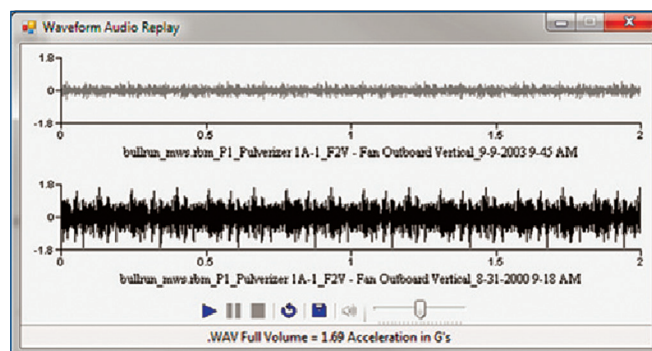 Waveform Audio Replay
1.8
0
-1.8
0 0.5 1 1.5 2
bullrun_mws.rbm_P1_Pulverizer 1A-1_F2V - Fan Outboard Vertical_9-9-2003 9-45 AM
1.8
0
-1.8
0 0.5 1 1.5 2
bullrun_mws.rbm_P1_Pulverizer 1A-1_F2V - Fan Outboard Vertical_8-31-2000 9-18 AM
.WAV Full Volume = 1.69 Acceleration in G's